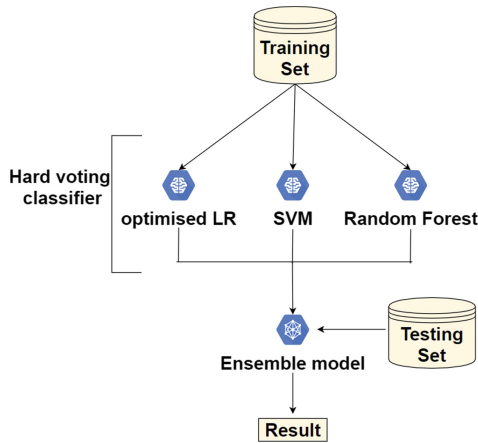 Training
Set
Hard voting
classifier
optimised LR
SVM
Random Forest
Testing
Set
Ensemble model
Result